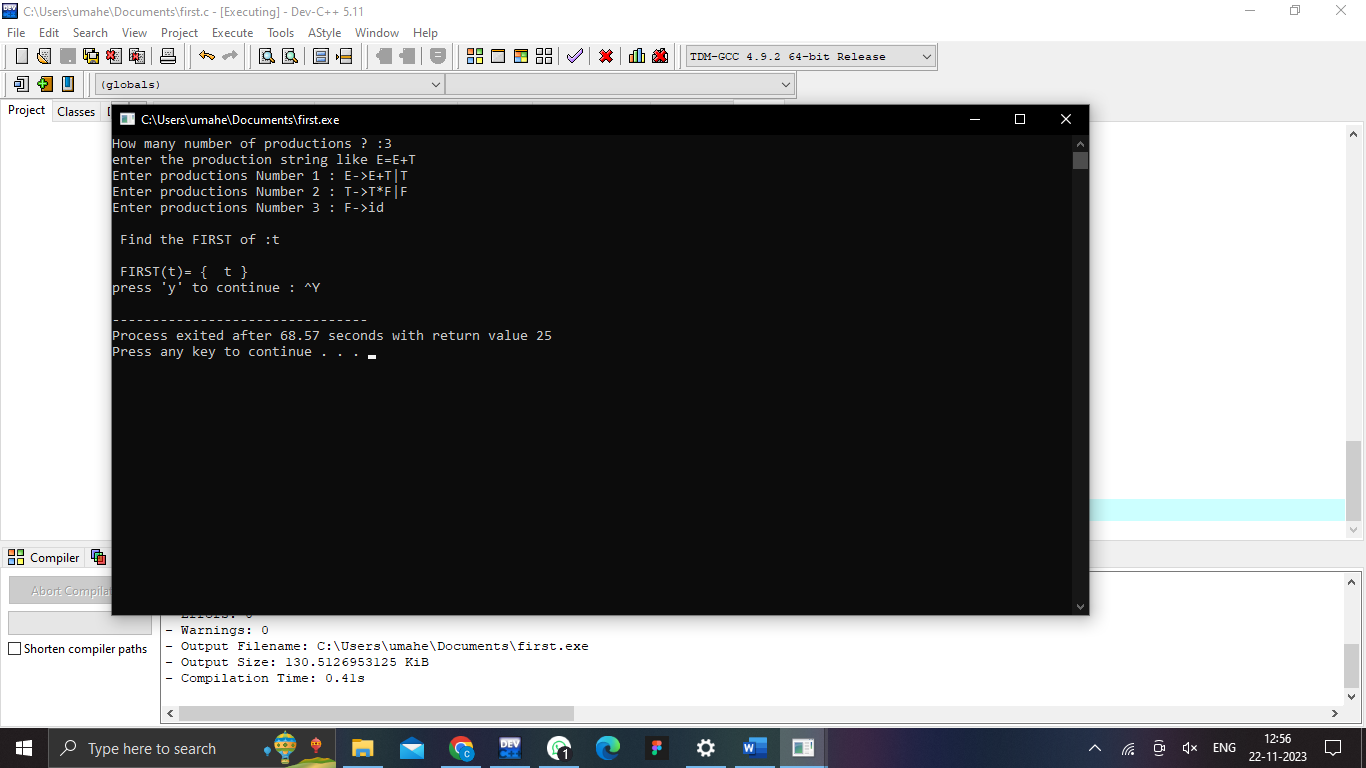 C:\Users\umahe\Documents\first.c - [Executing] - Dev-C++ 5.11
File Edit Search View Project Execute Tools AStyle Window Help
TDM-GCC 4.9.2 64-bit Release
(globals)
Project Classes
C:\Users\umahe\Documents\first.exe
How many number of productions ? :3
enter the production string like E=E+T
Enter productions Number 1 : E->E+T|T
Enter productions Number 2 : T->T*F|F
Enter productions Number 3 : F->id
Find the FIRST of :t
FIRST(t)= {  t }
press 'y' to continue : ^Y
--------------------------------
Process exited after 68.57 seconds with return value 25
Press any key to continue . . .
Compiler
Abort Compila
Shorten compiler paths
- Errors: 0
- Warnings: 0
- Output Filename: C:\Users\umahe\Documents\first.exe
- Output Size: 130.5126953125 KiB
- Compilation Time: 0.41s
Type here to search
DEV
1
ENG
12:56
22-11-2023